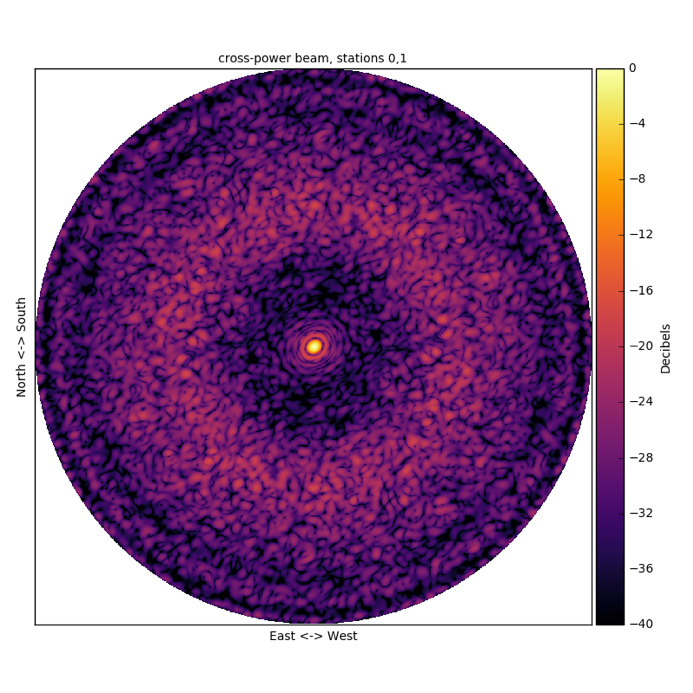 cross-power beam, stations 0,1
0
−4
−8
−12
−16
−20
−24
−28
−32
−36
−40
Decibels
North <-> South
East <-> West